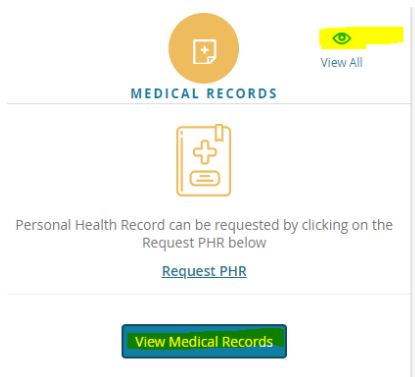 View All
MEDICAL RECORDS
Personal Health Record can be requested by clicking on the
Request PHR below
Request PHR
View Medical Records